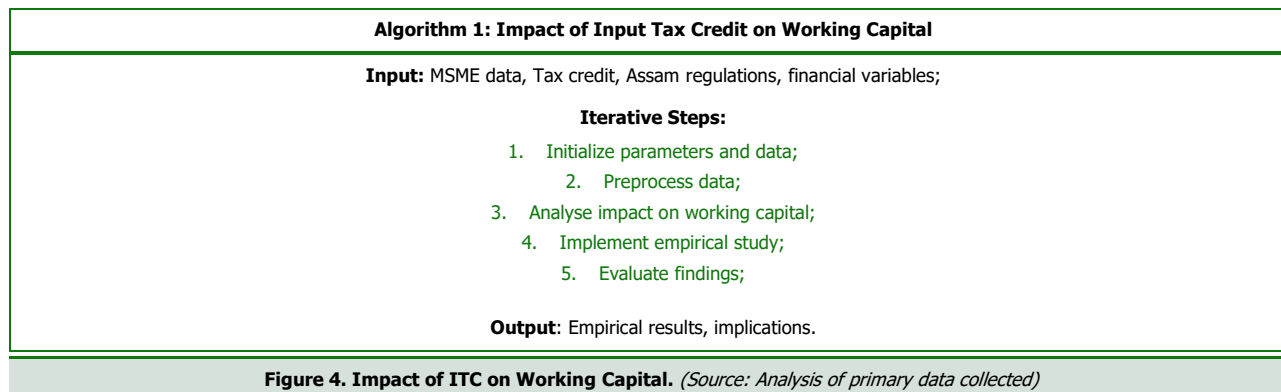 Algorithm 1: Impact of Input Tax Credit on Working Capital
Input: MSME data, Tax credit, Assam regulations, financial variables;
Iterative Steps:
1. Initialize parameters and data;
2. Preprocess data;
3. Analyse impact on working capital;
4. Implement empirical study;
5. Evaluate findings;
Output: Empirical results, implications.
Figure 4. Impact of ITC on Working Capital. (Source: Analysis of primary data collected)